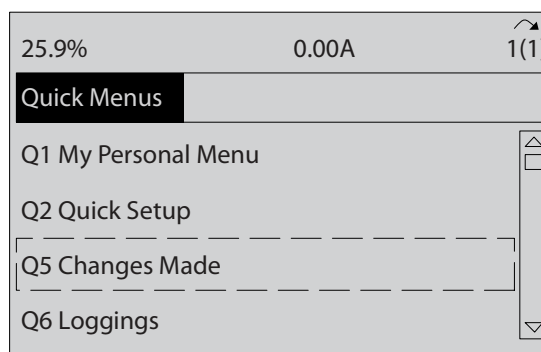 25.9% 0.00A 1(1
Quick Menus
Q1 My Personal Menu
Q2 Quick Setup
Q5 Changes Made
Q6 Loggings